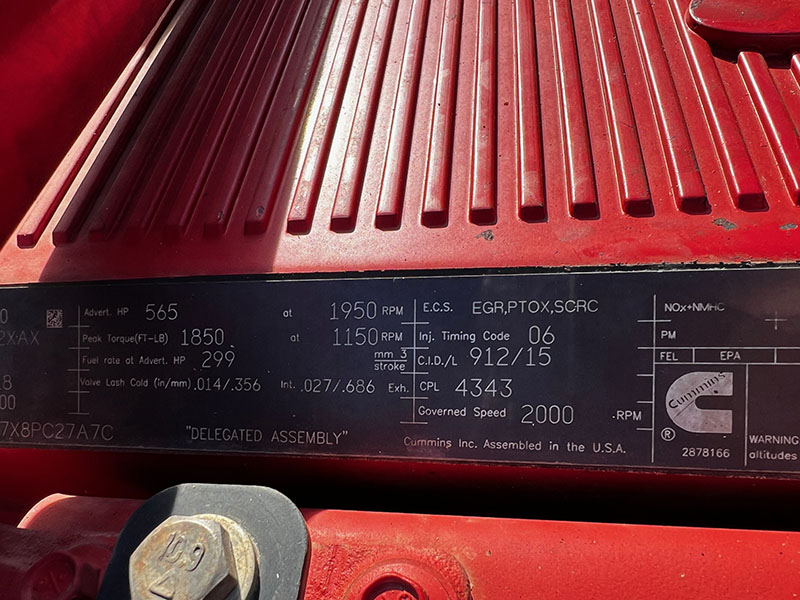 0
Advert. HP 565 at 1950 RPM
2XAX
Peak Torque(FT-LB) 1850 at 1150 RPM
Fuel rate at Advert. HP 299 mm 3 stroke
Valve Lash Cold (in/mm) .014/.356 Int. .027/.686 Exh.
7X8PC27A7C
"DELEGATED ASSEMBLY"
E.C.S. EGR,PTOX,SCRC
Inj. Timing Code 06
C.I.D./L 912/15
CPL 4343
Governed Speed 2000 RPM
Cummins Inc. Assembled in the U.S.A.
NOx+NMHC
PM
FEL EPA
Cummins
®
2878166
WARNING
altitudes
109